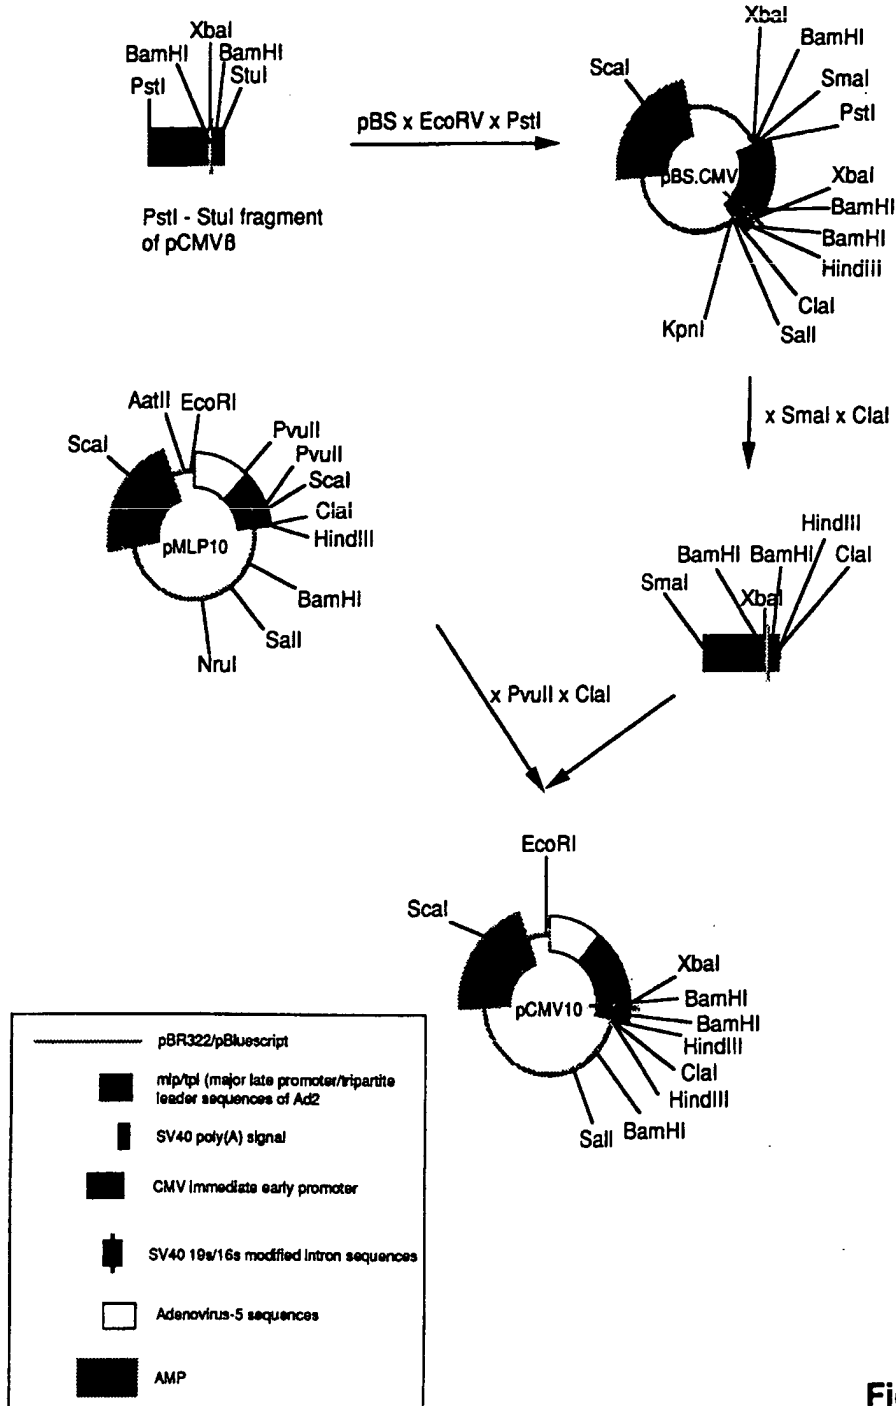 XbaI
BamHI BamHI
PstI StuI
PstI - StuI fragment
of pCMVß
pBS x EcoRV x PstI
XbaI
BamHI
ScaI
SmaI
PstI
pBS.CMV
XbaI
BamHI
BamHI
HindIII
ClaI
KpnI
SalI
x SmaI x ClaI
AatII EcoRI
PvuII
ScaI
PvuII
ScaI
ClaI
HindIII
pMLP10
BamHI
SalI
NruI
HindIII
BamHI BamHI
ClaI
SmaI
XbaI
x PvuII x ClaI
EcoRI
ScaI
XbaI
BamHI
pCMV10
BamHI
HindIII
ClaI
HindIII
BamHI
SalI
pBR322/pBluescript
mlp/tpl (major late promoter/tripartite
leader sequences of Ad2
SV40 poly(A) signal
CMV immediate early promoter
SV40 19s/16s modified intron sequences
Adenovirus-5 sequences
AMP